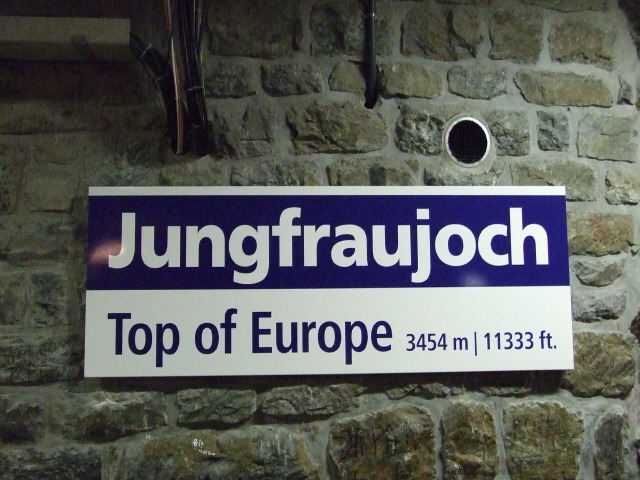 Jungfraujoch
Top of Europe 3454 m | 11333 ft.